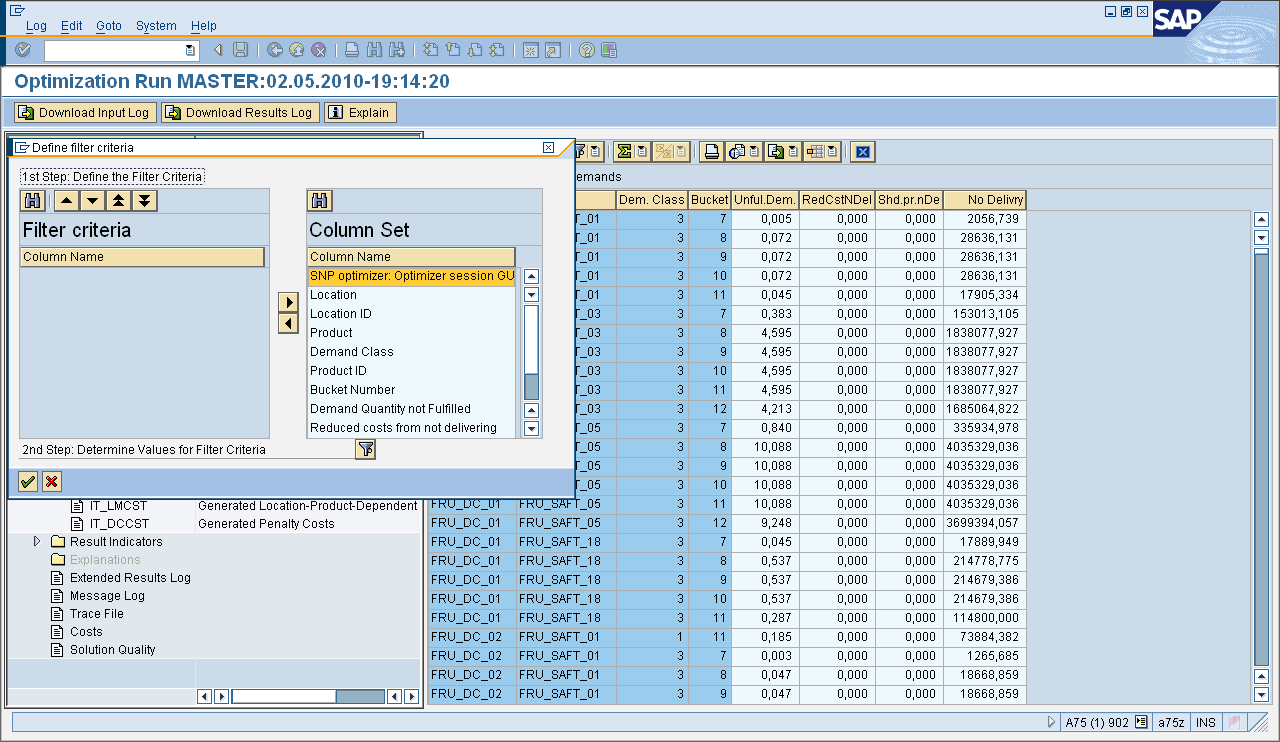 Log Edit Goto System Help
SAP
Optimization Run MASTER:02.05.2010-19:14:20
Download Input Log Download Results Log Explain
Define filter criteria
1st Step: Define the Filter Criteria
Filter criteria
Column Name
Column Set
Column Name
SNP optimizer: Optimizer session GU
Location
Location ID
Product
Demand Class
Product ID
Bucket Number
Demand Quantity not Fulfilled
Reduced costs from not delivering
2nd Step: Determine Values for Filter Criteria
IT_LMCST Generated Location-Product-Dependent
IT_DCCST Generated Penalty Costs
Result Indicators
Explanations
Extended Results Log
Message Log
Trace File
Costs
Solution Quality
emands
Dem. Class Bucket Unful.Dem. RedCstNDel Shd.pr.nDe No Delivry
T_01 3 7 0,005 0,000 0,000 2056,739
T_01 3 8 0,072 0,000 0,000 28636,131
T_01 3 9 0,072 0,000 0,000 28636,131
T_01 3 10 0,072 0,000 0,000 28636,131
T_01 3 11 0,045 0,000 0,000 17905,334
T_03 3 7 0,383 0,000 0,000 153013,105
T_03 3 8 4,595 0,000 0,000 1838077,927
T_03 3 9 4,595 0,000 0,000 1838077,927
T_03 3 10 4,595 0,000 0,000 1838077,927
T_03 3 11 4,595 0,000 0,000 1838077,927
T_03 3 12 4,213 0,000 0,000 1685064,822
T_05 3 7 0,840 0,000 0,000 335934,978
T_05 3 8 10,088 0,000 0,000 4035329,036
T_05 3 9 10,088 0,000 0,000 4035329,036
T_05 3 10 10,088 0,000 0,000 4035329,036
FRU_DC_01 FRU_SAFT_05 3 11 10,088 0,000 0,000 4035329,036
FRU_DC_01 FRU_SAFT_05 3 12 9,248 0,000 0,000 3699394,057
FRU_DC_01 FRU_SAFT_18 3 7 0,045 0,000 0,000 17889,949
FRU_DC_01 FRU_SAFT_18 3 8 0,537 0,000 0,000 214778,775
FRU_DC_01 FRU_SAFT_18 3 9 0,537 0,000 0,000 214679,386
FRU_DC_01 FRU_SAFT_18 3 10 0,537 0,000 0,000 214679,386
FRU_DC_01 FRU_SAFT_18 3 11 0,287 0,000 0,000 114800,000
FRU_DC_02 FRU_SAFT_01 1 11 0,185 0,000 0,000 73884,382
FRU_DC_02 FRU_SAFT_01 3 7 0,003 0,000 0,000 1265,685
FRU_DC_02 FRU_SAFT_01 3 8 0,047 0,000 0,000 18668,859
FRU_DC_02 FRU_SAFT_01 3 9 0,047 0,000 0,000 18668,859
A75 (1) 902 a75z INS